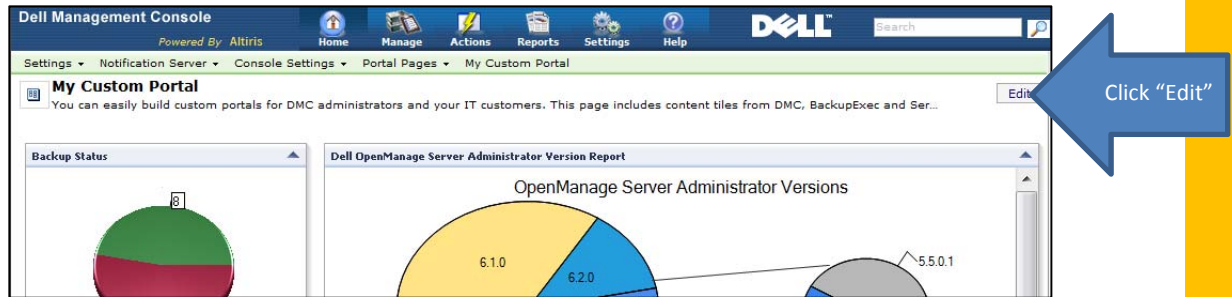 Dell Management Console
Powered By Altiris
Home Manage Actions Reports Settings Help
DELL™
Search
Settings Notification Server Console Settings Portal Pages My Custom Portal
My Custom Portal
You can easily build custom portals for DMC administrators and your IT customers. This page includes content tiles from DMC, BackupExec and Ser...
Edit
Click “Edit”
Backup Status
Dell OpenManage Server Administrator Version Report
8
OpenManage Server Administrator Versions
6.1.0
6.2.0
5.5.0.1